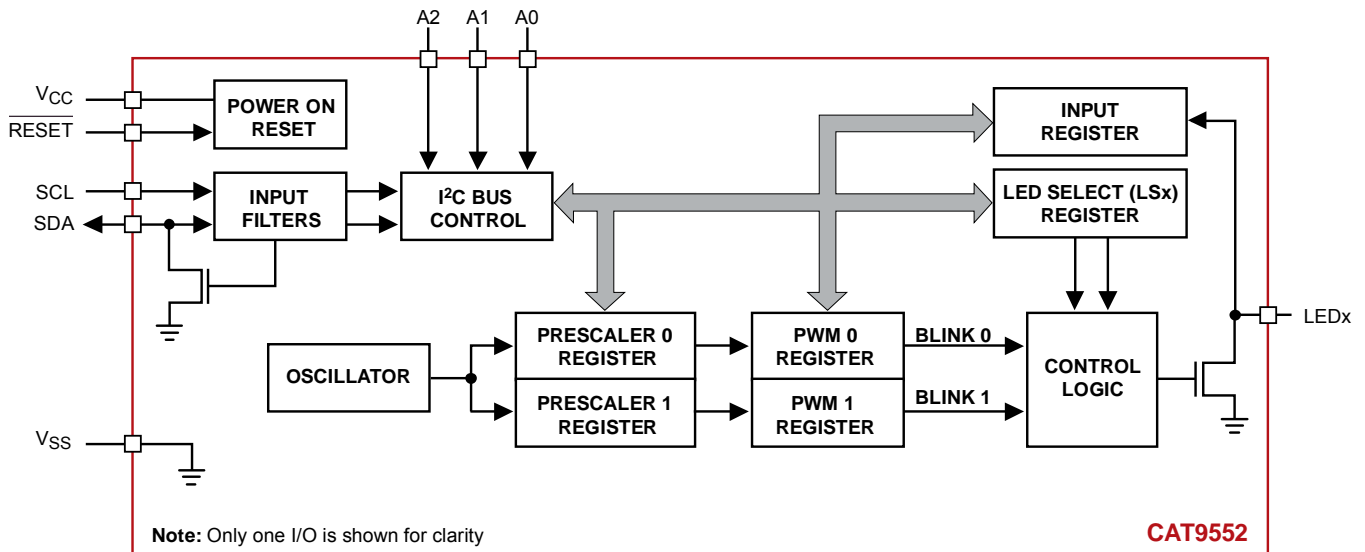 A2 A1 A0
VCC
RESET
POWER ON
RESET
INPUT
REGISTER
SCL
SDA
INPUT
FILTERS
I²C BUS
CONTROL
LED SELECT (LSx)
REGISTER
OSCILLATOR
PRESCALER 0
REGISTER
PRESCALER 1
REGISTER
PWM 0
REGISTER
PWM 1
REGISTER
BLINK 0
BLINK 1
CONTROL
LOGIC
LEDx
VSS
Note: Only one I/O is shown for clarity
CAT9552